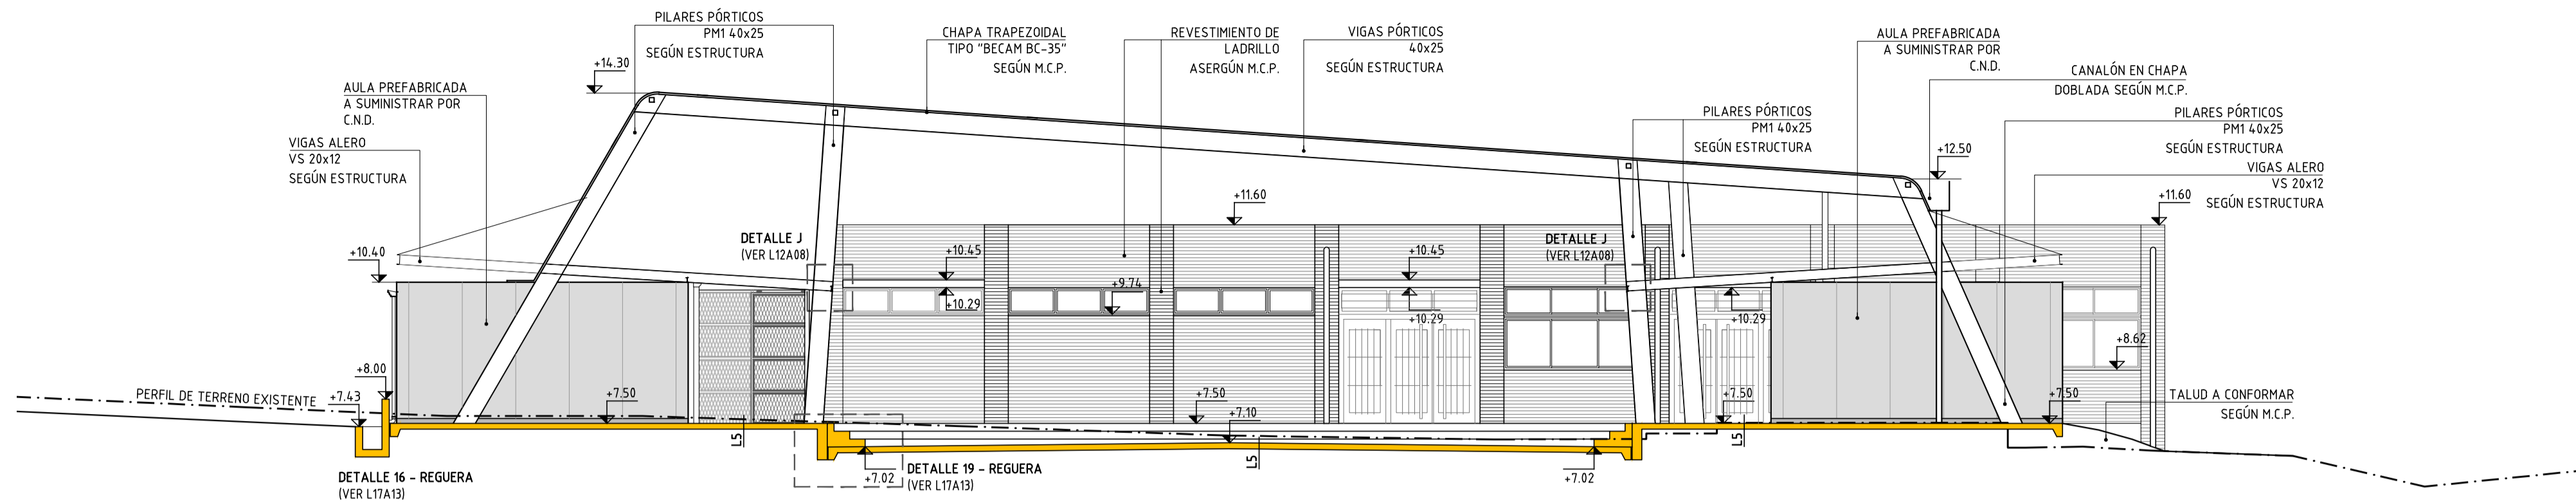 PILARES PÓRTICOS
PM1 40x25
SEGÚN ESTRUCTURA
CHAPA TRAPEZOIDAL
TIPO "BECAM BC-35"
SEGÚN M.C.P.
REVESTIMIENTO DE
LADRILLO
ASERGÚN M.C.P.
VIGAS PÓRTICOS
40x25
SEGÚN ESTRUCTURA
AULA PREFABRICADA
A SUMINISTRAR POR
C.N.D.
CANALÓN EN CHAPA
DOBLADA SEGÚN M.C.P.
+14.30
AULA PREFABRICADA
A SUMINISTRAR POR
C.N.D.
PILARES PÓRTICOS
PM1 40x25
SEGÚN ESTRUCTURA
PILARES PÓRTICOS
PM1 40x25
SEGÚN ESTRUCTURA
VIGAS ALERO
VS 20x12
SEGÚN ESTRUCTURA
+12.50
VIGAS ALERO
VS 20x12
SEGÚN ESTRUCTURA
+11.60
+11.60
DETALLE J
(VER L12A08)
DETALLE J
(VER L12A08)
+10.40
+10.45
+10.45
+9.74
+10.29
+10.29
+10.29
+8.62
+8.00
PERFIL DE TERRENO EXISTENTE
+7.43
+7.50
+7.50
+7.50
+7.50
TALUD A CONFORMAR
SEGÚN M.C.P.
+7.10
L5
L5
L5
DETALLE 16 - REGUERA
(VER L17A13)
+7.02
DETALLE 19 - REGUERA
(VER L17A13)
+7.02